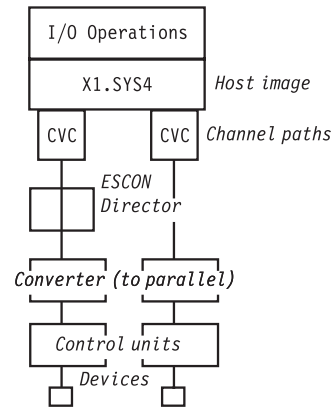 I/O Operations
X1.SYS4
Host image
CVC
CVC
Channel paths
ESCON
Director
Converter (to parallel)
Control units
Devices